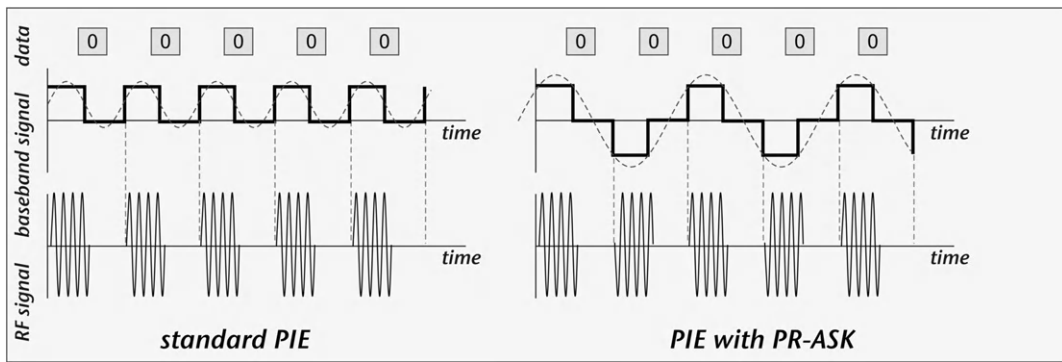 data
0 0 0 0 0
0 0 0 0 0
baseband signal
time
time
RF signal
time
time
standard PIE
PIE with PR-ASK